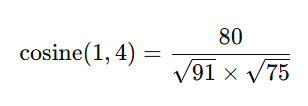 cosine(1, 4) = 80 / (√91 × √75)